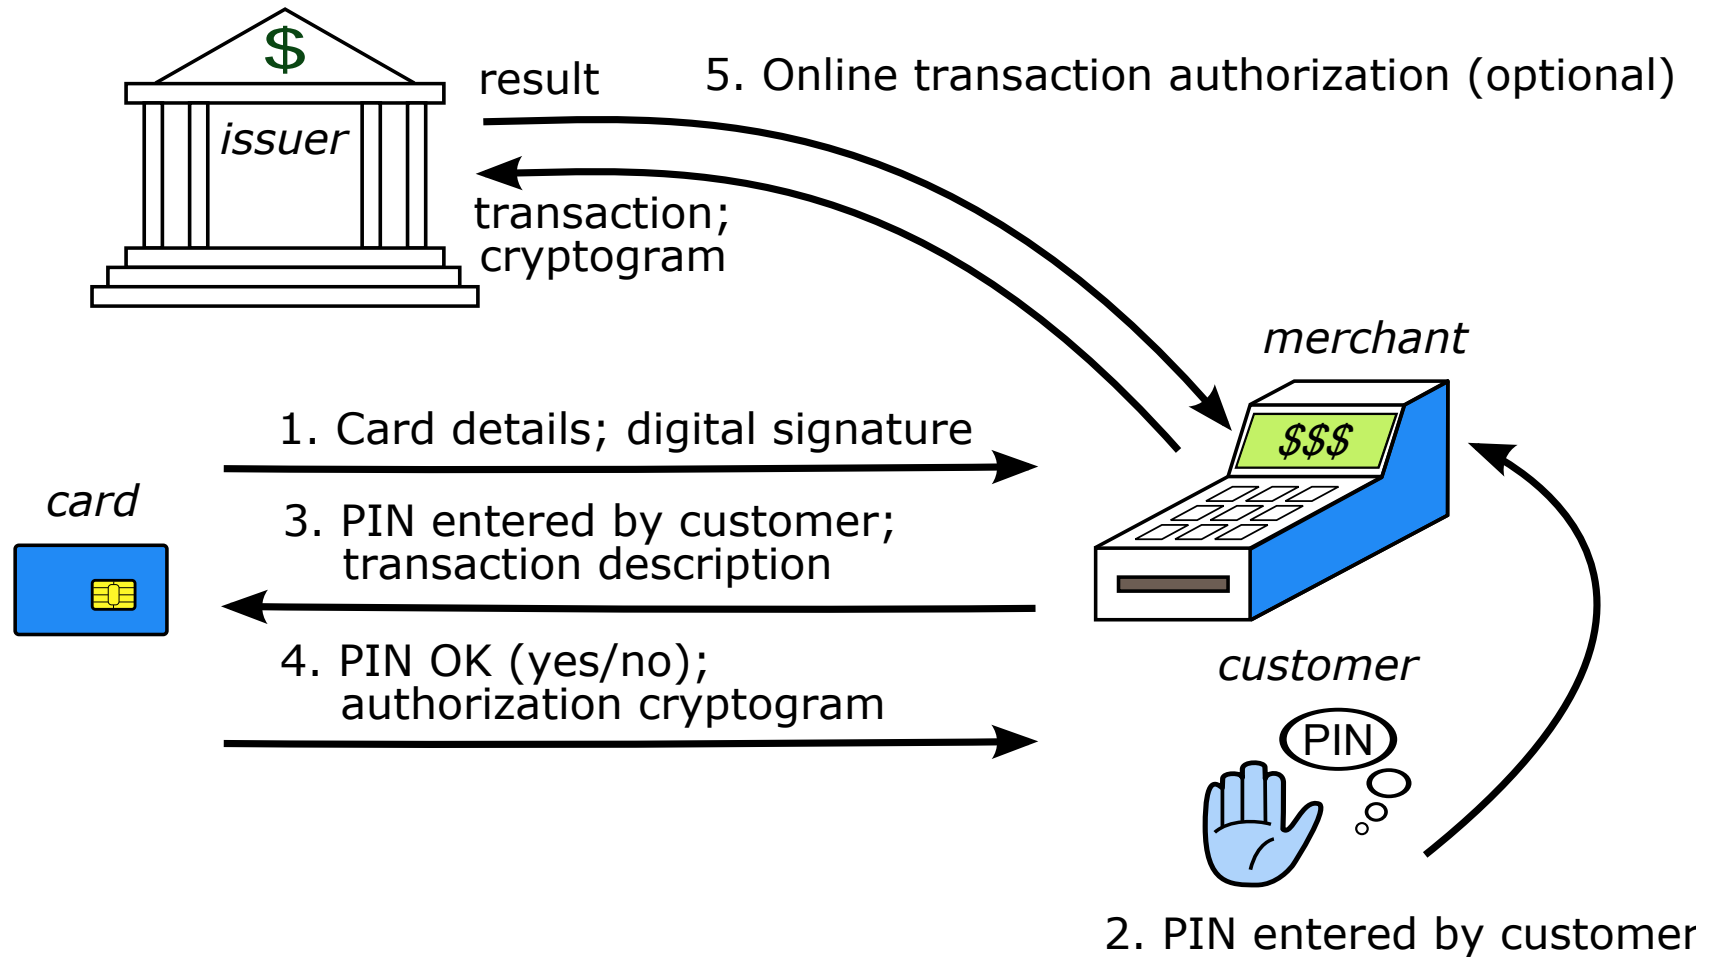 $
result
5. Online transaction authorization (optional)
issuer
transaction;
cryptogram
merchant
$$$
1. Card details; digital signature
card
3. PIN entered by customer;
transaction description
4. PIN OK (yes/no);
authorization cryptogram
customer
PIN
2. PIN entered by customer